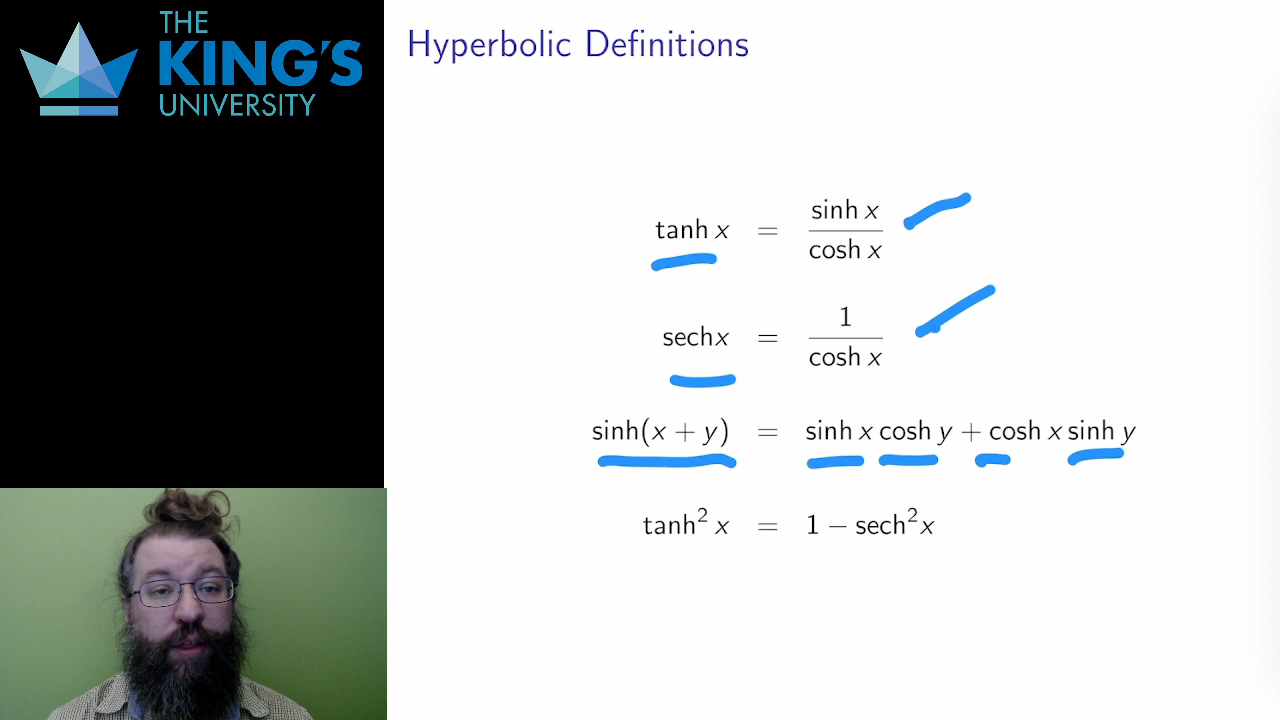 THE
KING'S
UNIVERSITY
Hyperbolic Definitions
tanh x = sinh x / cosh x
sechx = 1 / cosh x
sinh(x + y) = sinh x cosh y + cosh x sinh y
tanh² x = 1 − sech²x